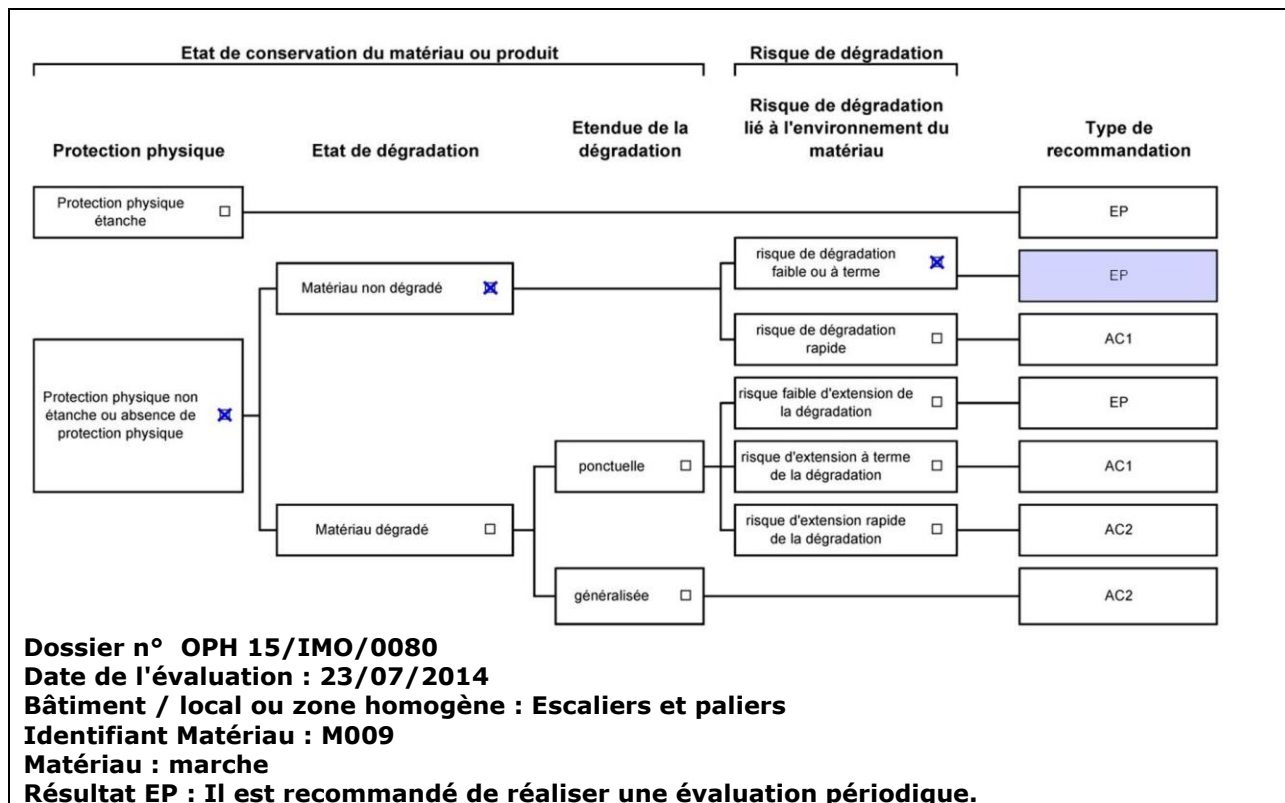 Etat de conservation du matériau ou produit
Risque de dégradation
Protection physique
Etat de dégradation
Etendue de la
dégradation
Risque de dégradation
lié à l'environnement du
matériau
Type de
recommandation
Protection physique
étanche
EP
Matériau non dégradé
risque de dégradation
faible ou à terme
EP
risque de dégradation
rapide
AC1
Protection physique non
étanche ou absence de
protection physique
risque faible d'extension de
la dégradation
EP
ponctuelle
risque d'extension à terme
de la dégradation
AC1
Matériau dégradé
risque d'extension rapide
de la dégradation
AC2
généralisée
AC2
Dossier n° OPH 15/IMO/0080
Date de l'évaluation : 23/07/2014
Bâtiment / local ou zone homogène : Escaliers et paliers
Identifiant Matériau : M009
Matériau : marche
Résultat EP : Il est recommandé de réaliser une évaluation périodique.